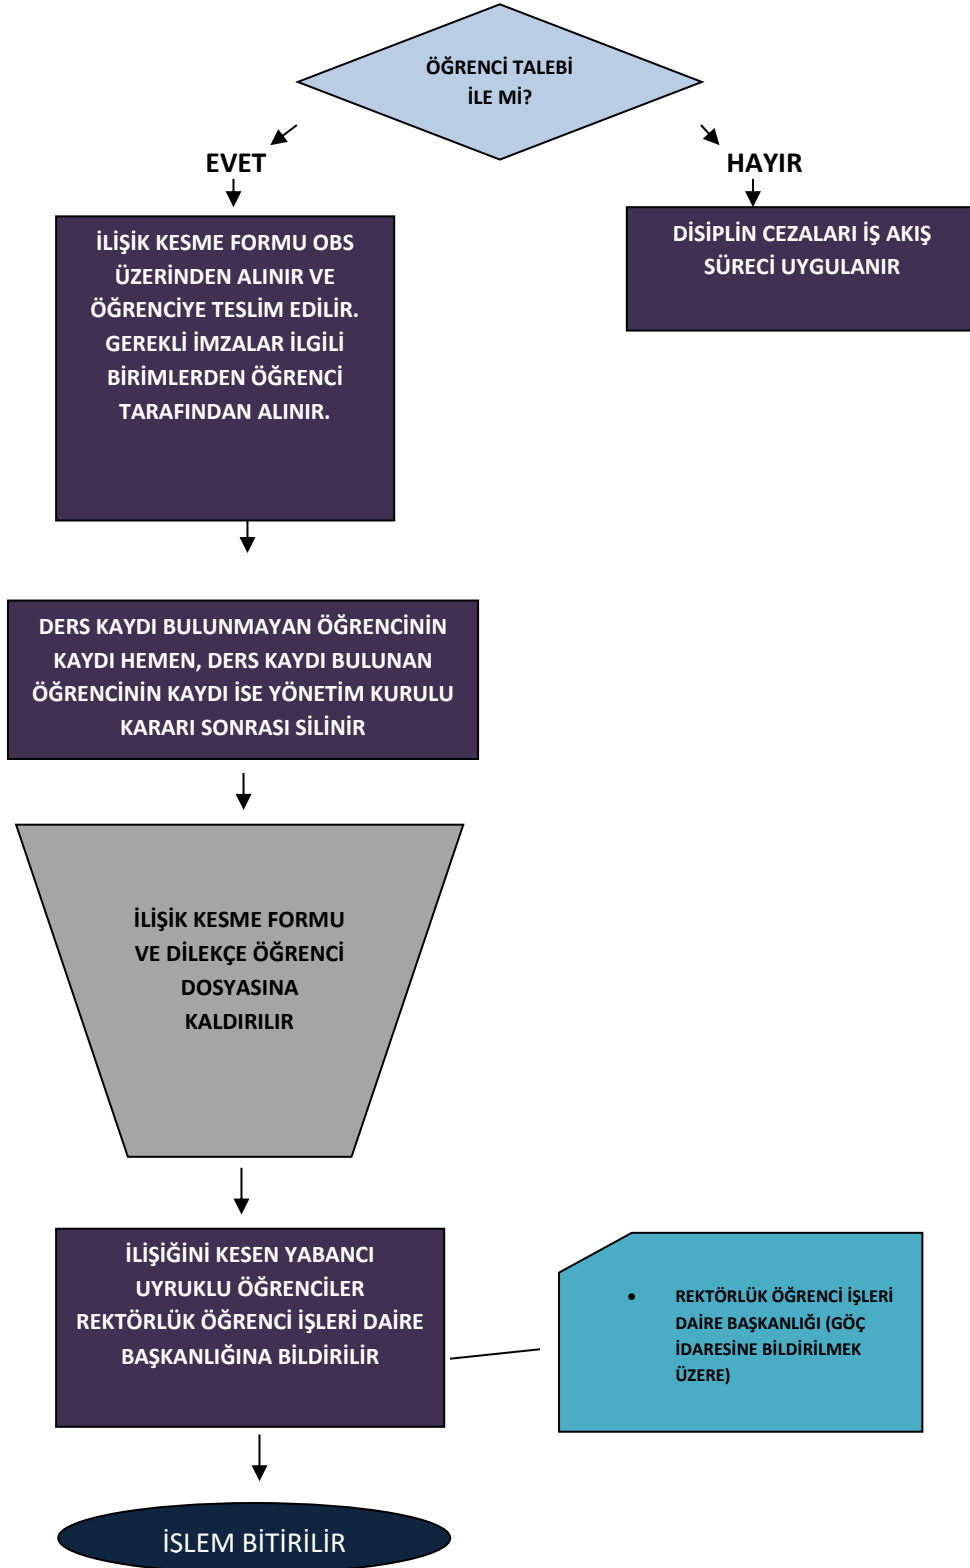 ÖĞRENCİ TALEBİ
İLE Mİ?
EVET
HAYIR
İLİŞİK KESME FORMU OBS
ÜZERİNDEN ALINIR VE
ÖĞRENCİYE TESLİM EDİLİR.
GEREKLİ İMZALAR İLGİLİ
BİRİMLERDEN ÖĞRENCİ
TARAFINDAN ALINIR.
DİSİPLİN CEZALARI İŞ AKIŞ
SÜRECİ UYGULANIR
DERS KAYDI BULUNMAYAN ÖĞRENCİNİN
KAYDI HEMEN, DERS KAYDI BULUNAN
ÖĞRENCİNİN KAYDI İSE YÖNETİM KURULU
KARARI SONRASI SİLİNİR
İLİŞİK KESME FORMU
VE DİLEKÇE ÖĞRENCİ
DOSYASINA
KALDIRILIR
İLİŞİĞİNİ KESEN YABANCI
UYRUKLU ÖĞRENCİLER
REKTÖRLÜK ÖĞRENCİ İŞLERİ DAİRE
BAŞKANLIĞINA BİLDİRİLİR
• REKTÖRLÜK ÖĞRENCİ İŞLERİ
DAİRE BAŞKANLIĞI (GÖÇ
İDARESİNE BİLDİRİLMEK
ÜZERE)
İSLEM BİTİRİLİR